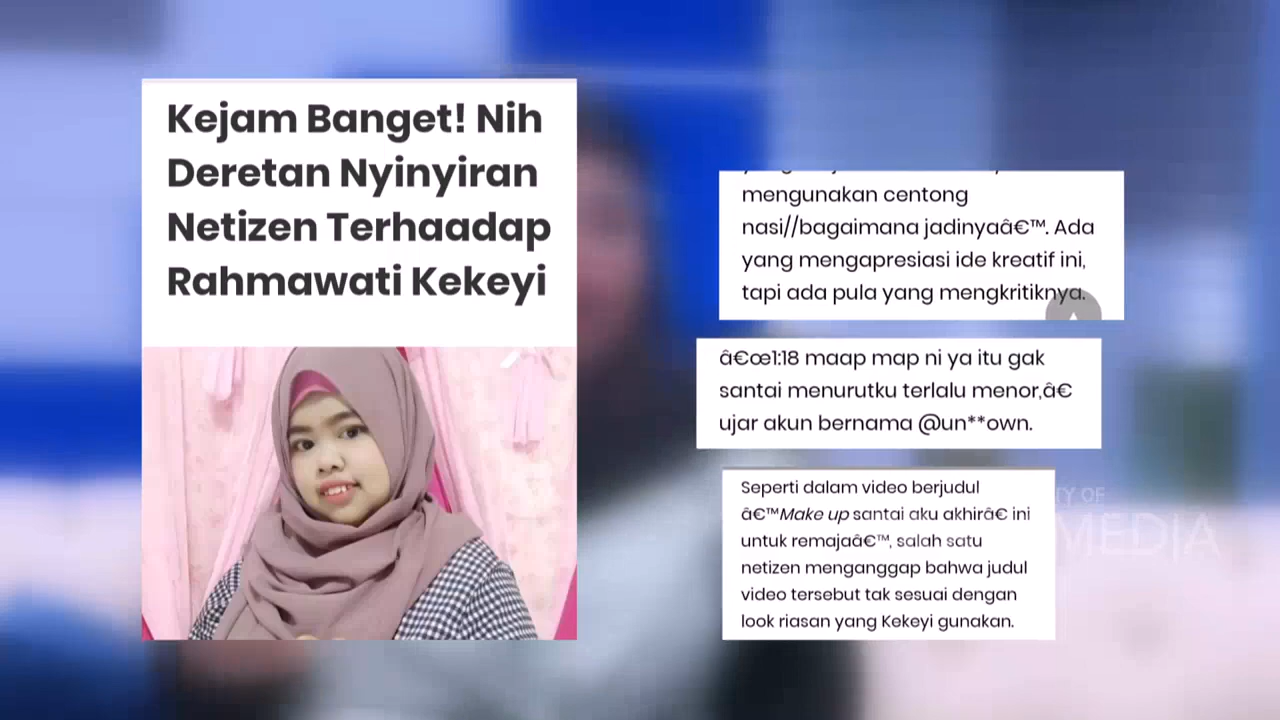 Kejam Banget! Nih
Deretan Nyinyiran
Netizen Terhaadap
Rahmawati Kekeyi
mengunakan centong
nasi//bagaimana jadinyaâ€™. Ada
yang mengapresiasi ide kreatif ini,
tapi ada pula yang mengkritiknya.
â€œ1:18 maap map ni ya itu gak
santai menurutku terlalu menor,â€
ujar akun bernama @un**own.
Seperti dalam video berjudul
â€™Make up santai aku akhirâ€ ini
untuk remajaâ€™, salah satu
netizen menganggap bahwa judul
video tersebut tak sesuai dengan
look riasan yang Kekeyi gunakan.
OF
MEDIA